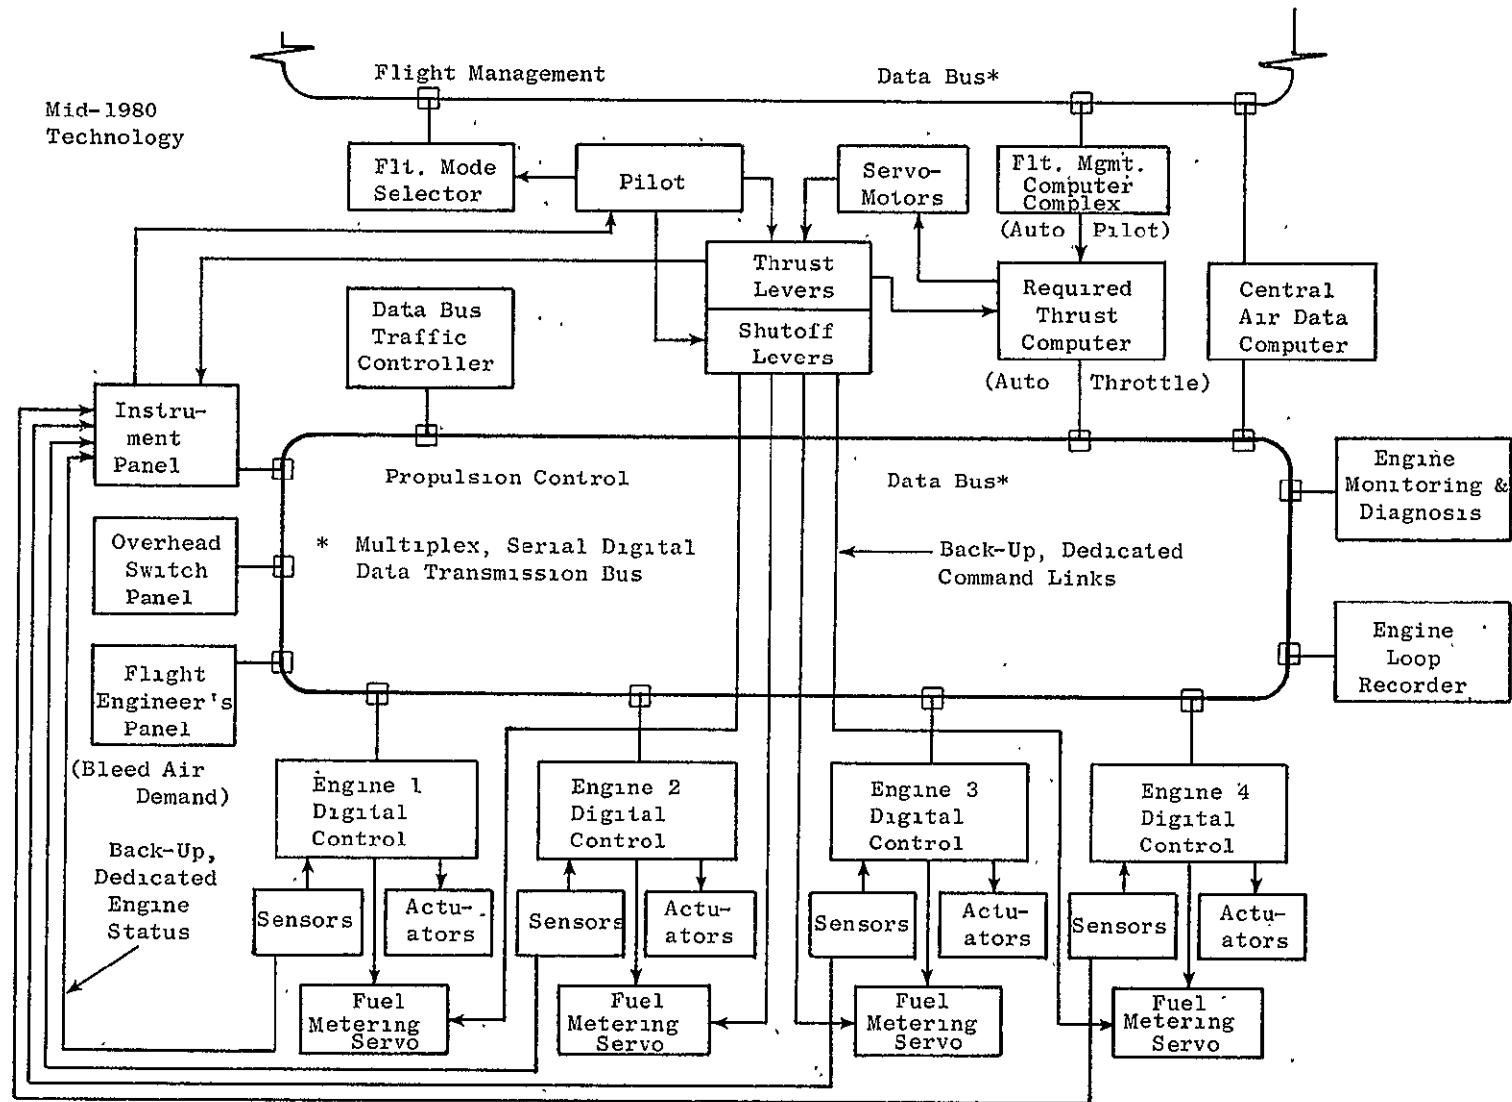 Flight Management
Data Bus*
Mid-1980
Technology
Flt. Mode
Selector
Pilot
Servo-
Motors
Flt. Mgmt.
Computer
Complex
(Auto Pilot)
Thrust
Levers
Shutoff
Levers
Required
Thrust
Computer
(Auto Throttle)
Central
Air Data
Computer
Data Bus
Traffic
Controller
Instru-
ment
Panel
Propulsion Control
Data Bus*
* Multiplex, Serial Digital
Data Transmission Bus
Back-Up, Dedicated
Command Links
Engine
Monitoring &
Diagnosis
Overhead
Switch
Panel
Engine
Loop
Recorder
Flight
Engineer's
Panel
(Bleed Air
Demand)
Engine 1
Digital
Control
Engine 2
Digital
Control
Engine 3
Digital
Control
Engine 4
Digital
Control
Back-Up,
Dedicated
Engine
Status
Sensors
Actu-
ators
Sensors
Actu-
ators
Sensors
Actu-
ators
Sensors
Actu-
ators
Fuel
Metering
Servo
Fuel
Metering
Servo
Fuel
Metering
Servo
Fuel
Metering
Servo